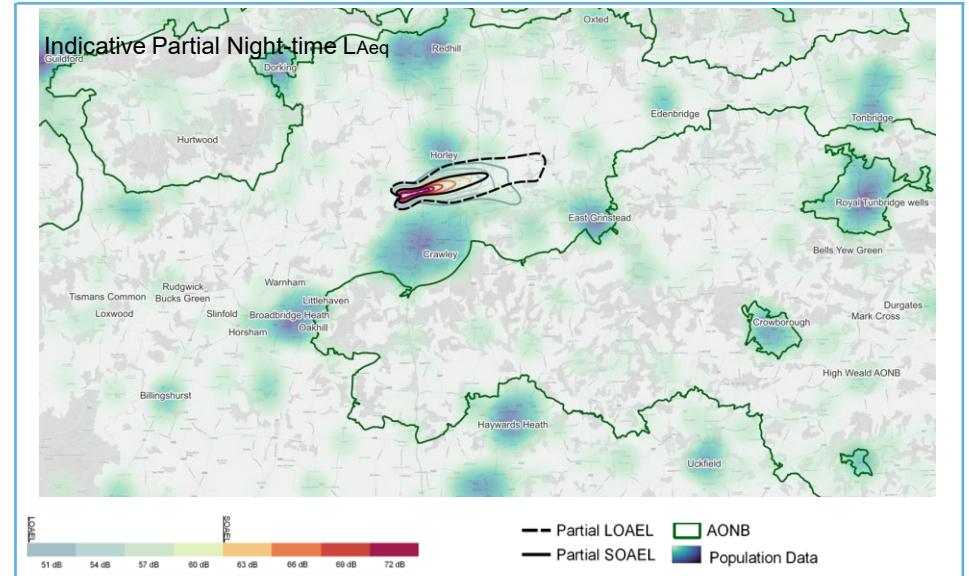 Indicative Partial Night-time LAeq
Oxted
Redhill
Guildford
Dorking
Edenbridge
Tonbridge
Hurtwood
Horley
Royal Tunbridge wells
East Grinstead
Bells Yew Green
Crawley
Warnham
Rudgwick
Tismans Common
Bucks Green
Littlehaven
Durgates
Loxwood
Slinfold
Broadbridge Heath
Mark Cross
Horsham
Oakhill
Crowborough
High Weald AONB
Billingshurst
Haywards Heath
Uckfield
LOAEL
SOAEL
51 dB 54 dB 57 dB 60 dB 63 dB 66 dB 69 dB 72 dB
Partial LOAEL
AONB
Partial SOAEL
Population Data